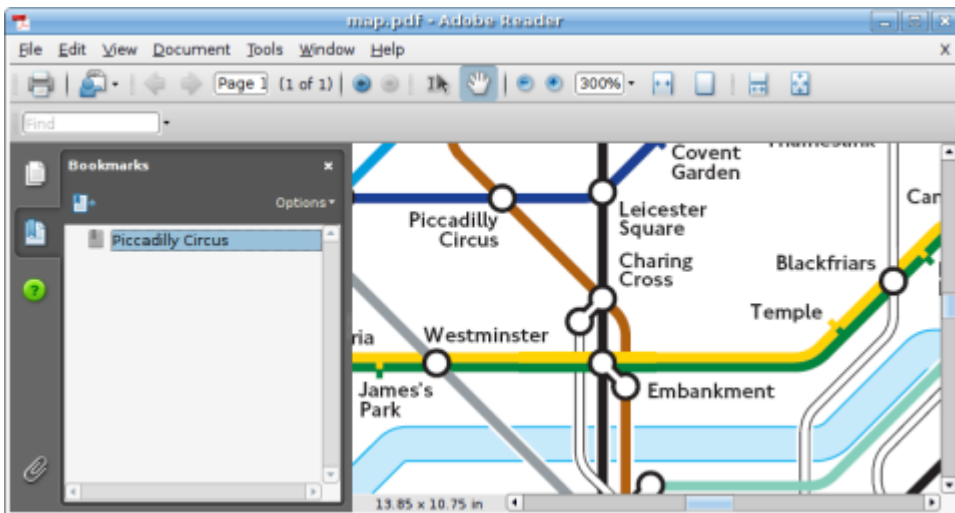 map.pdf - Adobe Reader
File Edit View Document Tools Window Help X
Page 1 (1 of 1) 300%
Find
Bookmarks
Options
Piccadilly Circus
Covent
Garden
Piccadilly
Circus
Leicester
Square
Charing
Cross
Blackfriars
Temple
Westminster
ria
James's
Park
Embankment
Can
13.85 x 10.75 in